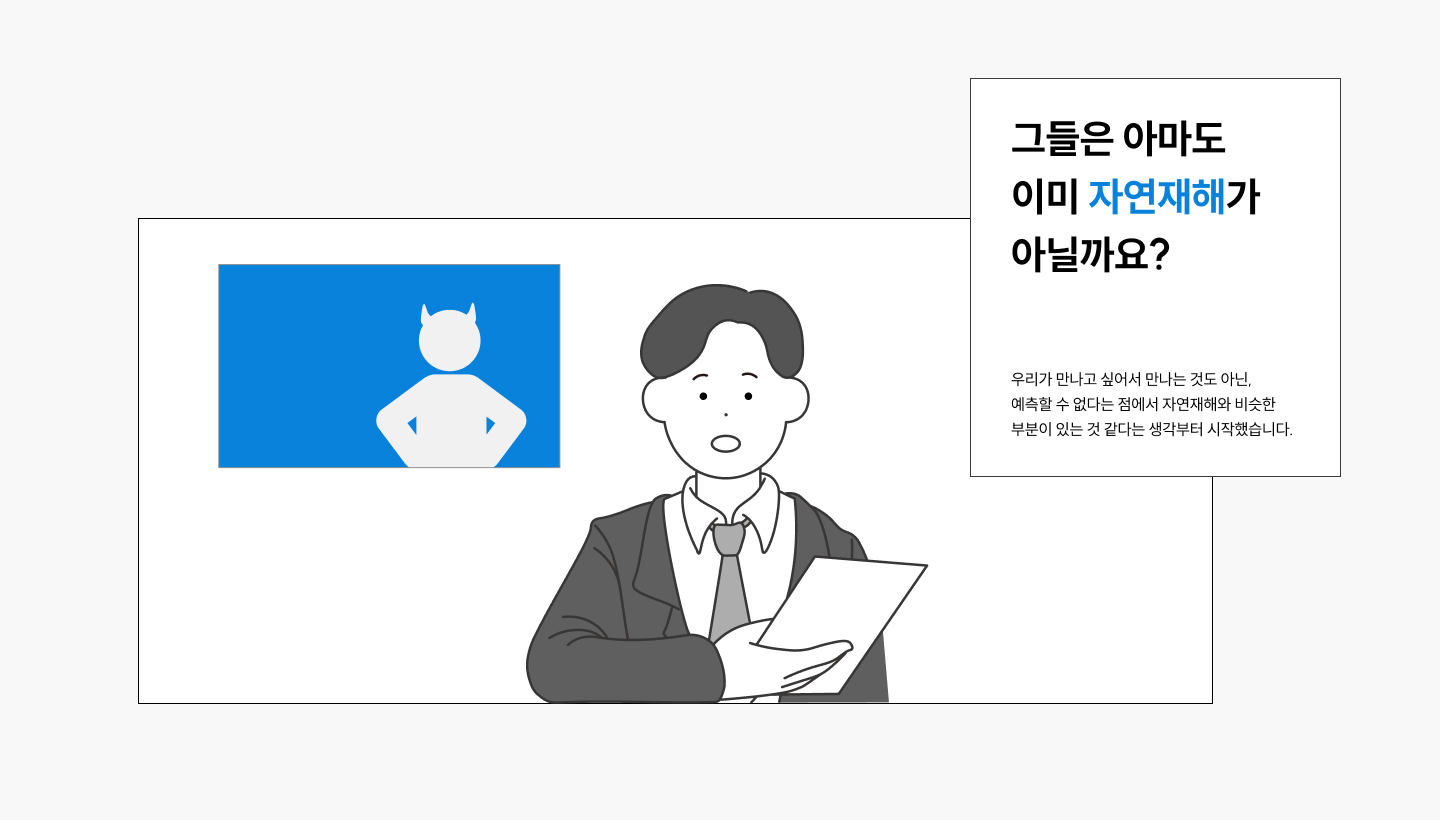 그들은 아마도
이미 자연재해가
아닐까요?
우리가 만나고 싶어서 만나는 것도 아닌,
예측할 수 없다는 점에서 자연재해와 비슷한
부분이 있는 것 같다는 생각부터 시작했습니다.